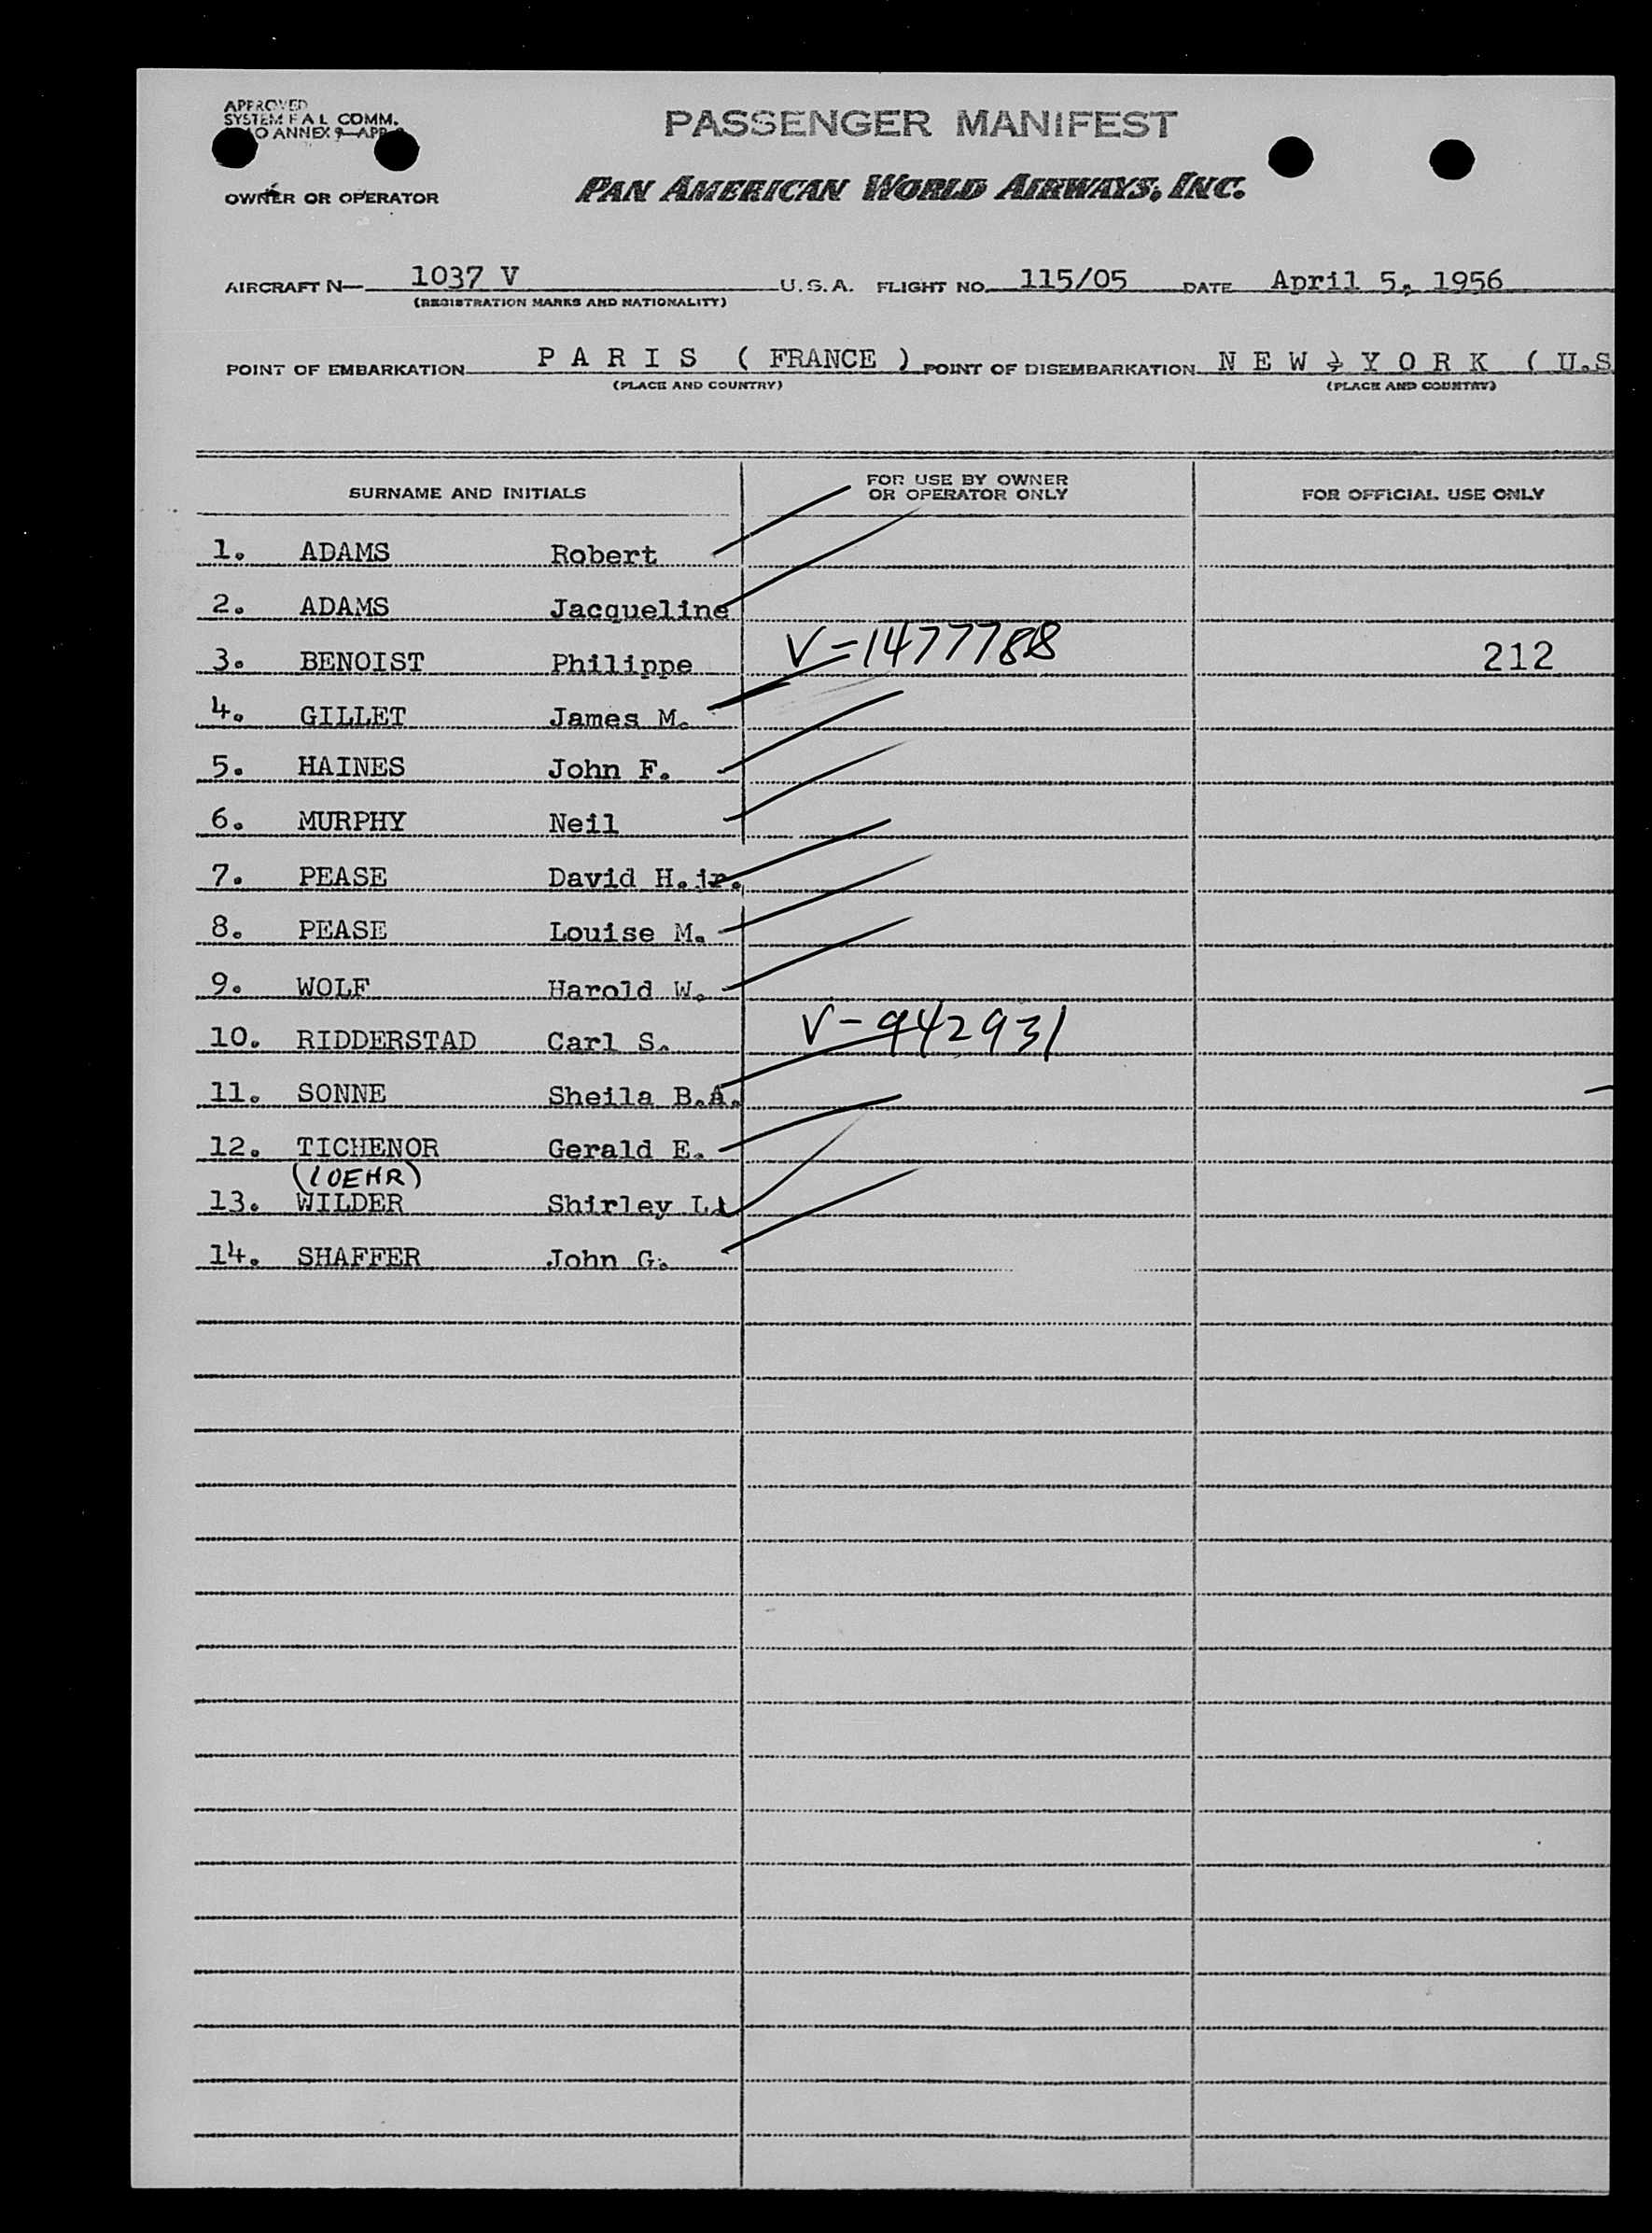 APPROVED
SYSTEM F A L COMM.
O ANNEX 9—APP
PASSENGER MANIFEST
OWNER OR OPERATOR
PAN AMERICAN WORLD AIRWAYS, INC.
AIRCRAFT N— 1037 V U.S.A. FLIGHT NO. 115/05 DATE April 5, 1956
(REGISTRATION MARKS AND NATIONALITY)
POINT OF EMBARKATION P A R I S ( FRANCE ) POINT OF DISEMBARKATION N E W Y O R K ( U.S
(PLACE AND COUNTRY) (PLACE AND COUNTRY)
SURNAME AND INITIALS FOR USE BY OWNER OR OPERATOR ONLY FOR OFFICIAL USE ONLY
1. ADAMS Robert
2. ADAMS Jacqueline
3. BENOIST Philippe V=1477788 212
4. GILLET James M.
5. HAINES John F.
6. MURPHY Neil
7. PEASE David H. jr.
8. PEASE Louise M.
9. WOLF Harold W.
10. RIDDERSTAD Carl S. V-942931
11. SONNE Sheila B.A.
12. TICHENOR Gerald E.
(LOEHR)
13. WILDER Shirley L.
14. SHAFFER John G.